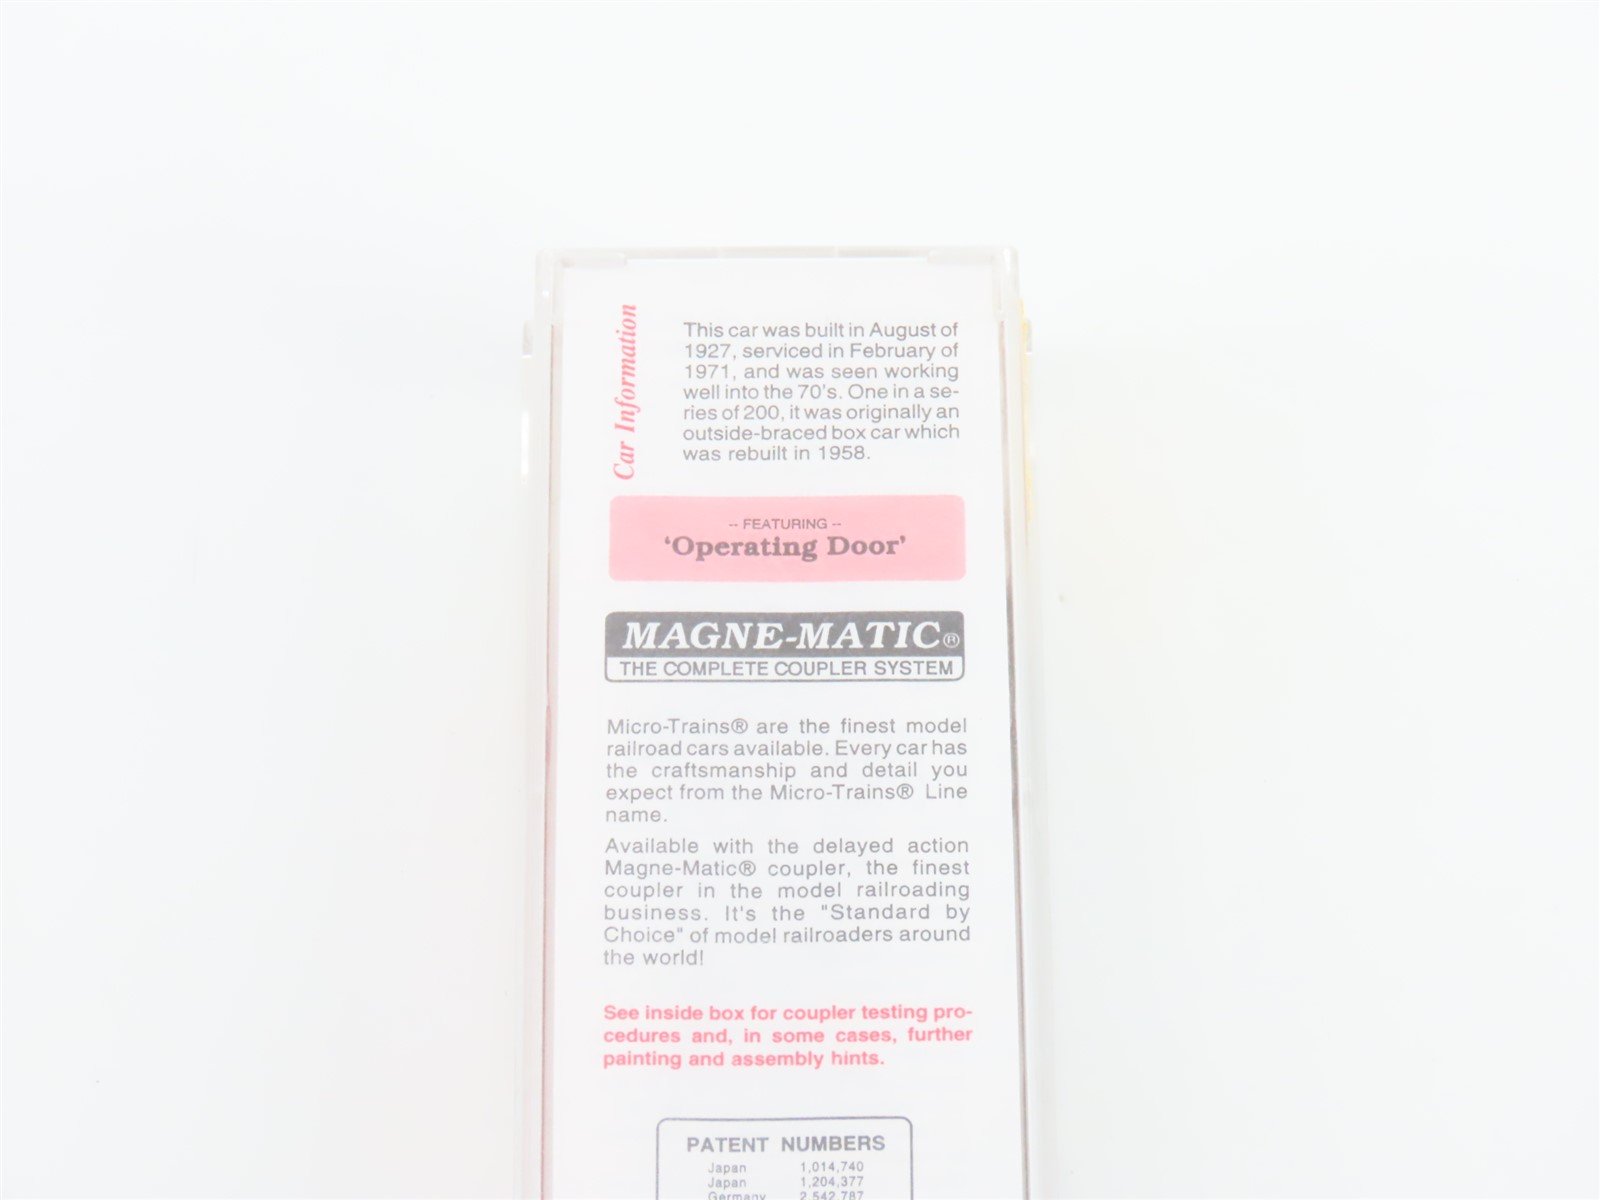 Car Information
This car was built in August of
1927, serviced in February of
1971, and was seen working
well into the 70's. One in a se-
ries of 200, it was originally an
outside-braced box car which
was rebuilt in 1958.
-- FEATURING --
'Operating Door'
MAGNE-MATIC®
THE COMPLETE COUPLER SYSTEM
Micro-Trains® are the finest model
railroad cars available. Every car has
the craftsmanship and detail you
expect from the Micro-Trains® Line
name.
Available with the delayed action
Magne-Matic® coupler, the finest
coupler in the model railroading
business. It's the "Standard by
Choice" of model railroaders around
the world!
See inside box for coupler testing pro-
cedures and, in some cases, further
painting and assembly hints.
PATENT NUMBERS
Japan 1,014,740
Japan 1,204,377
Germany 2,542,787